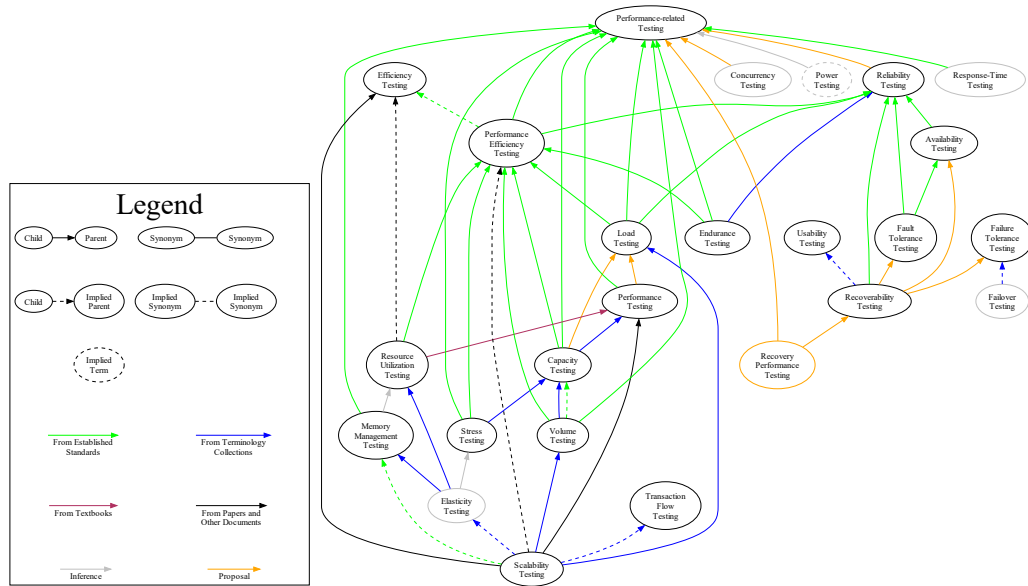 Performance-related
Testing
Efficiency
Testing
Concurrency
Testing
Power
Testing
Reliability
Testing
Response-Time
Testing
Performance
Efficiency
Testing
Availability
Testing
Legend
Child
Parent
Synonym
Synonym
Load
Testing
Endurance
Testing
Usability
Testing
Fault
Tolerance
Testing
Failure
Tolerance
Testing
Child
Implied
Parent
Implied
Synonym
Implied
Synonym
Performance
Testing
Recoverability
Testing
Failover
Testing
Implied
Term
Resource
Utilization
Testing
Capacity
Testing
Recovery
Performance
Testing
Memory
Management
Testing
Stress
Testing
Volume
Testing
From Established
Standards
From Terminology
Collections
Elasticity
Testing
Transaction
Flow
Testing
From Textbooks
From Papers and
Other Documents
Scalability
Testing
Inference
Proposal